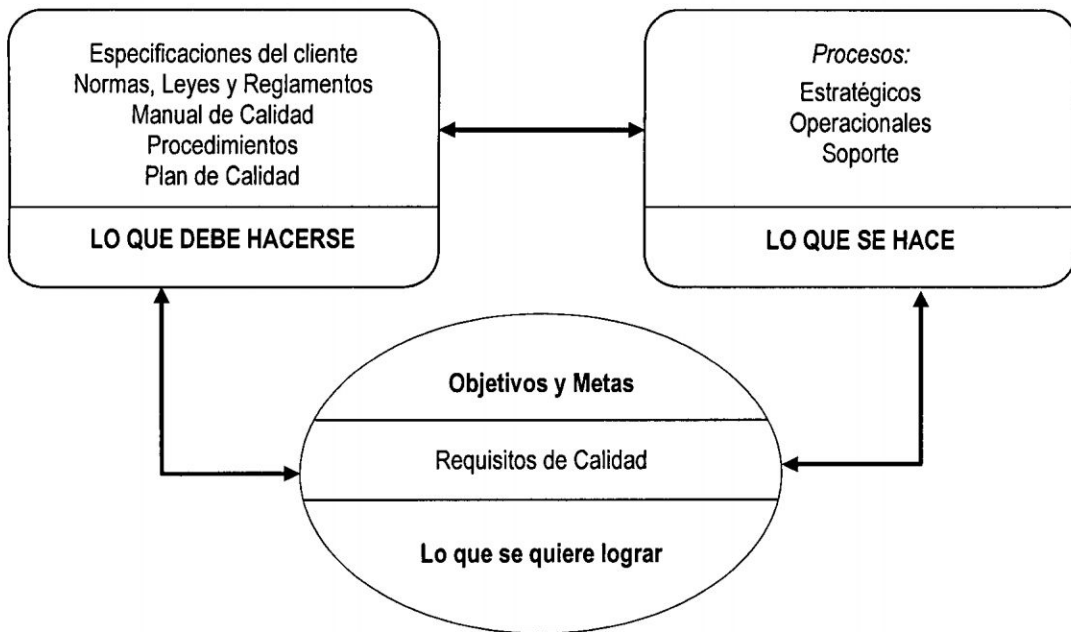 Especificaciones del cliente
Normas, Leyes y Reglamentos
Manual de Calidad
Procedimientos
Plan de Calidad
LO QUE DEBE HACERSE
Procesos:
Estratégicos
Operacionales
Soporte
LO QUE SE HACE
Objetivos y Metas
Requisitos de Calidad
Lo que se quiere lograr